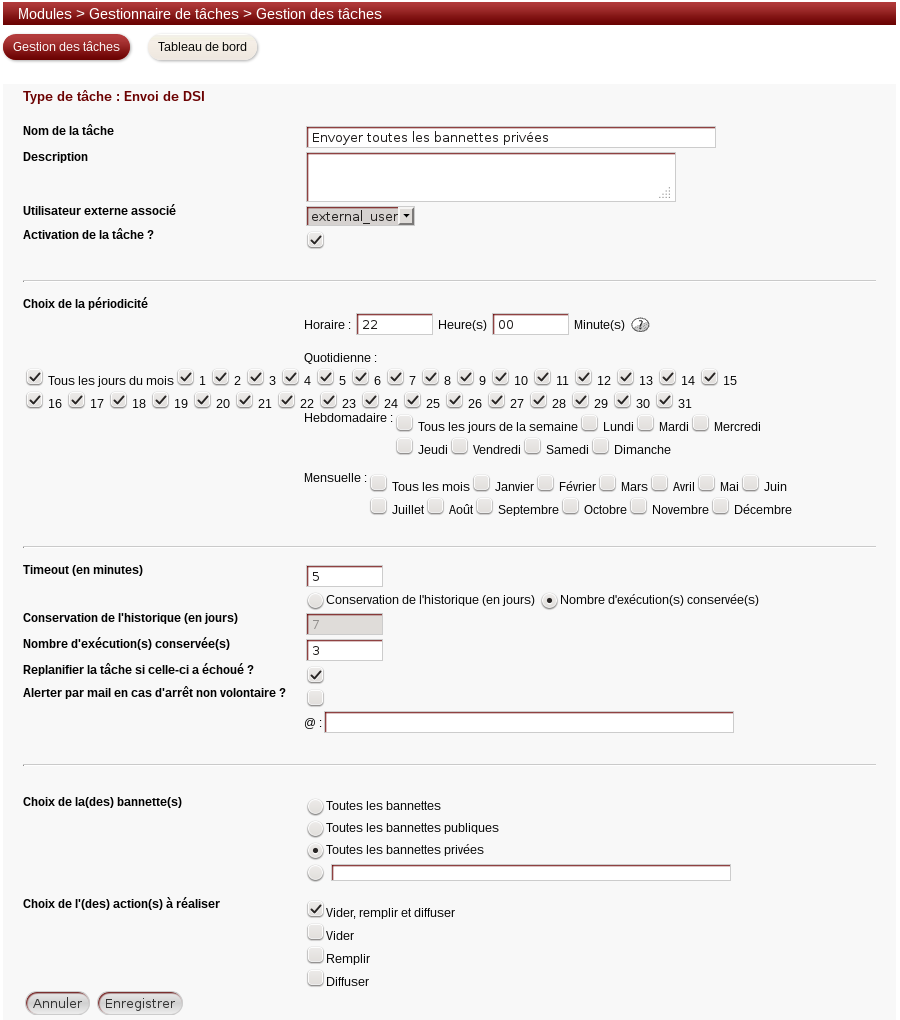 Modules > Gestionnaire de tâches > Gestion des tâches
Gestion des tâches Tableau de bord
Type de tâche : Envoi de DSI
Nom de la tâche Envoyer toutes les bannettes privées
Description
Utilisateur externe associé external_user
Activation de la tâche ?
Choix de la périodicité
Horaire : 22 Heure(s) 00 Minute(s) ?
Quotidienne :
Tous les jours du mois 1 2 3 4 5 6 7 8 9 10 11 12 13 14 15
16 17 18 19 20 21 22 23 24 25 26 27 28 29 30 31
Hebdomadaire : Tous les jours de la semaine Lundi Mardi Mercredi
Jeudi Vendredi Samedi Dimanche
Mensuelle : Tous les mois Janvier Février Mars Avril Mai Juin
Juillet Août Septembre Octobre Novembre Décembre
Timeout (en minutes) 5
Conservation de l'historique (en jours) Nombre d'exécution(s) conservée(s)
Conservation de l'historique (en jours) 7
Nombre d'exécution(s) conservée(s) 3
Replanifier la tâche si celle-ci a échoué ?
Alerter par mail en cas d'arrêt non volontaire ?
@ :
Choix de la(des) bannette(s) Toutes les bannettes
Toutes les bannettes publiques
Toutes les bannettes privées
Choix de l'(des) action(s) à réaliser Vider, remplir et diffuser
Vider
Remplir
Diffuser
Annuler Enregistrer